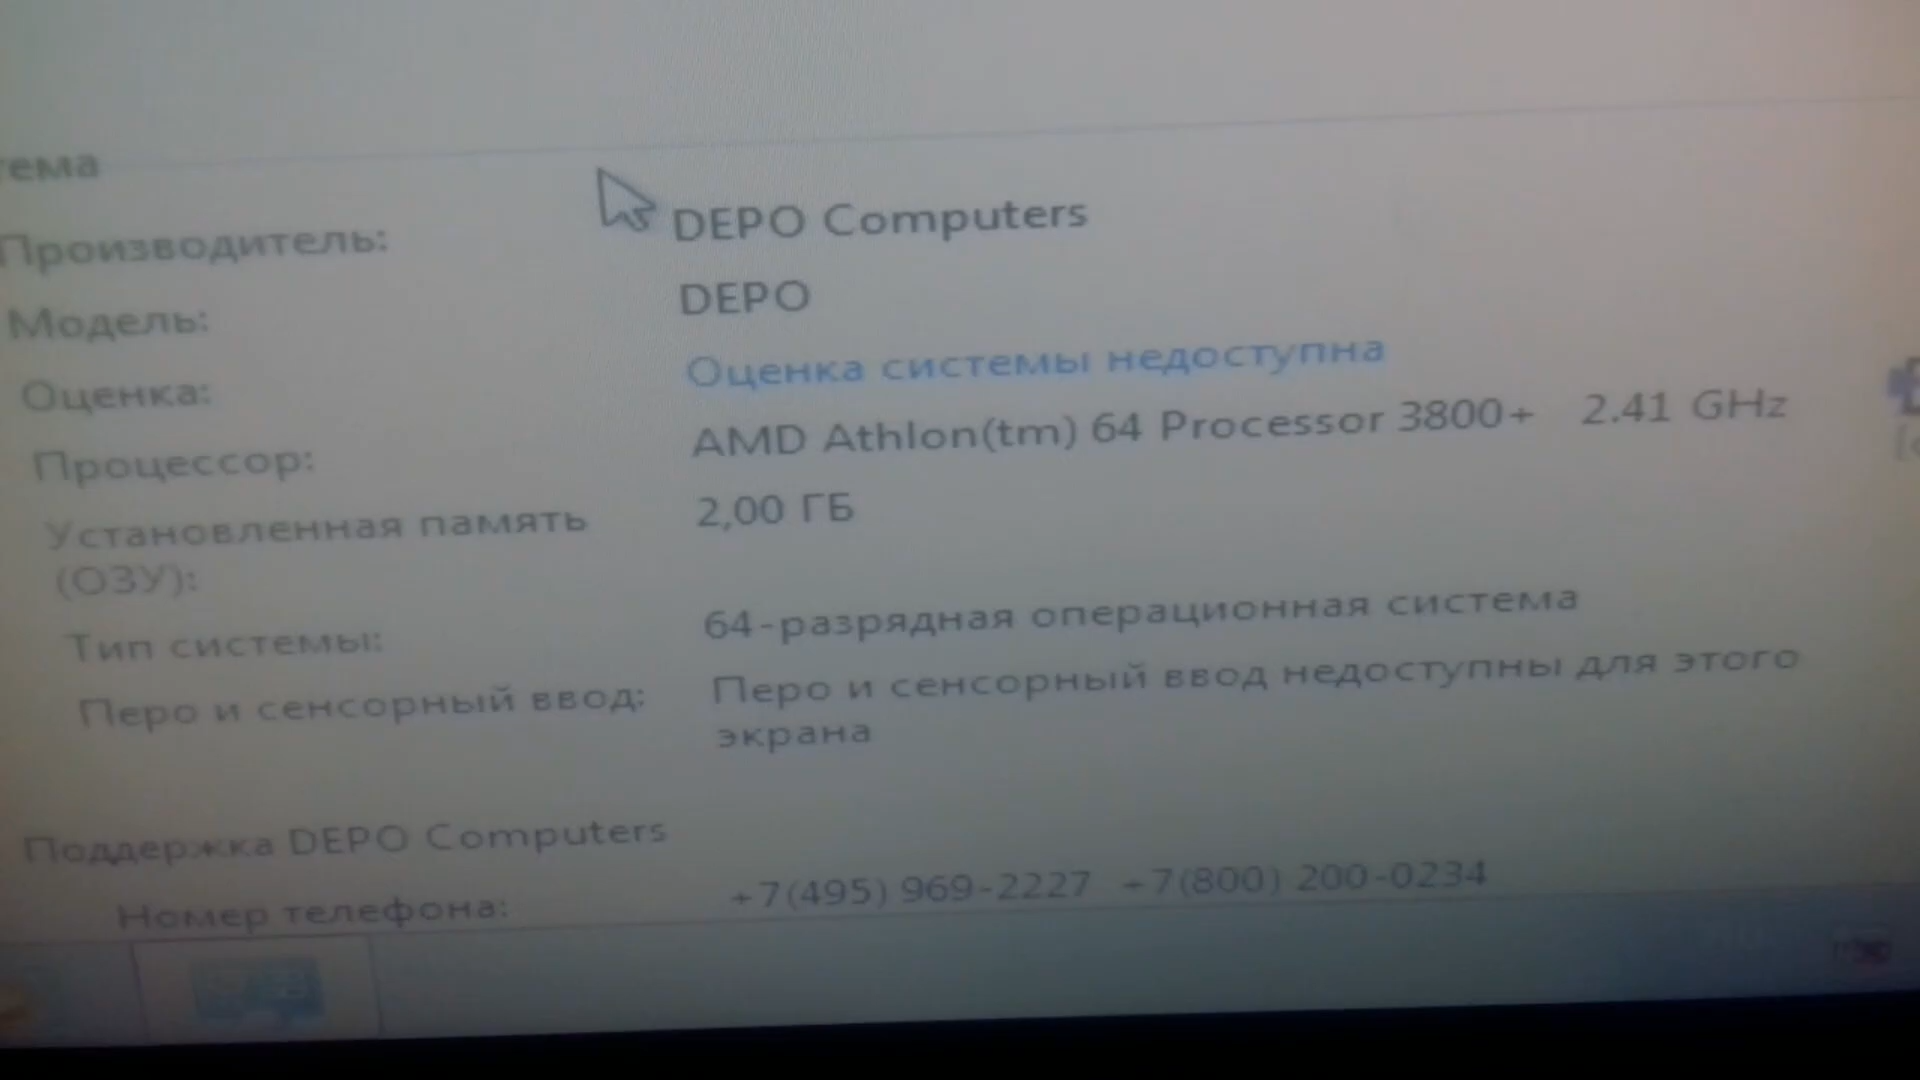 тема
Производитель: DEPO Computers
Модель: DEPO
Оценка: Оценка системы недоступна
Процессор: AMD Athlon(tm) 64 Processor 3800+ 2.41 GHz
Установленная память 2,00 ГБ
(ОЗУ):
Тип системы: 64-разрядная операционная система
Перо и сенсорный ввод: Перо и сенсорный ввод недоступны для этого
экрана
Поддержка DEPO Computers
Номер телефона: +7(495) 969-2227 +7(800) 200-0234